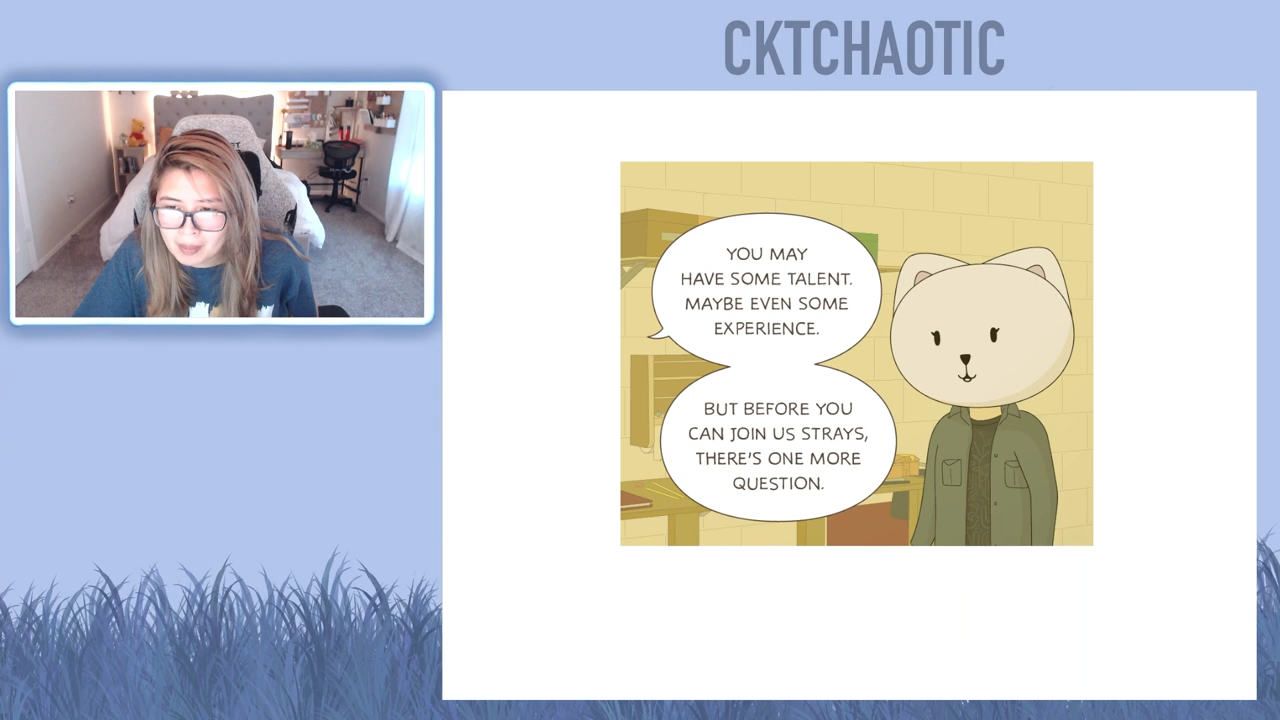 CKTCHAOTIC
YOU MAY
HAVE SOME TALENT.
MAYBE EVEN SOME
EXPERIENCE.
BUT BEFORE YOU
CAN JOIN US STRAYS,
THERE'S ONE MORE
QUESTION.